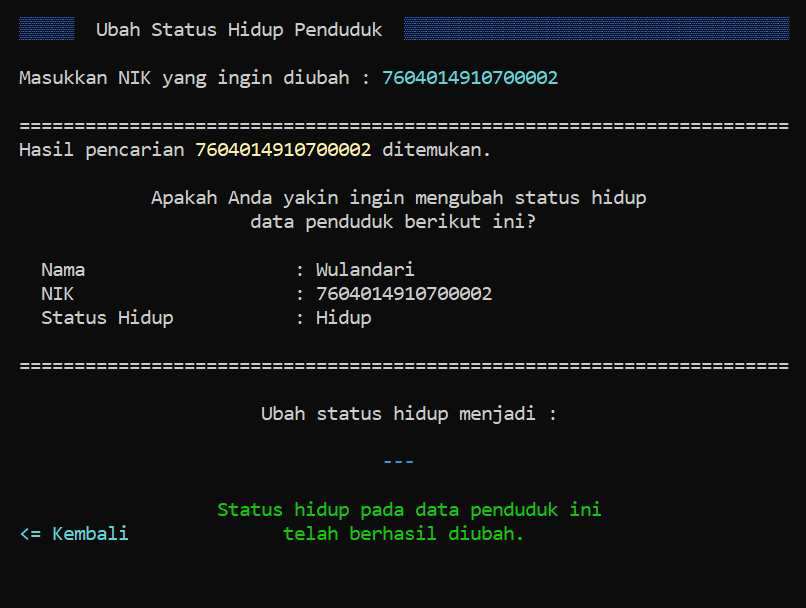 Ubah Status Hidup Penduduk
Masukkan NIK yang ingin diubah : 7604014910700002
======================================================================
Hasil pencarian 7604014910700002 ditemukan.
Apakah Anda yakin ingin mengubah status hidup
data penduduk berikut ini?
Nama : Wulandari
NIK : 7604014910700002
Status Hidup : Hidup
======================================================================
Ubah status hidup menjadi :
---
Status hidup pada data penduduk ini
<= Kembali telah berhasil diubah.